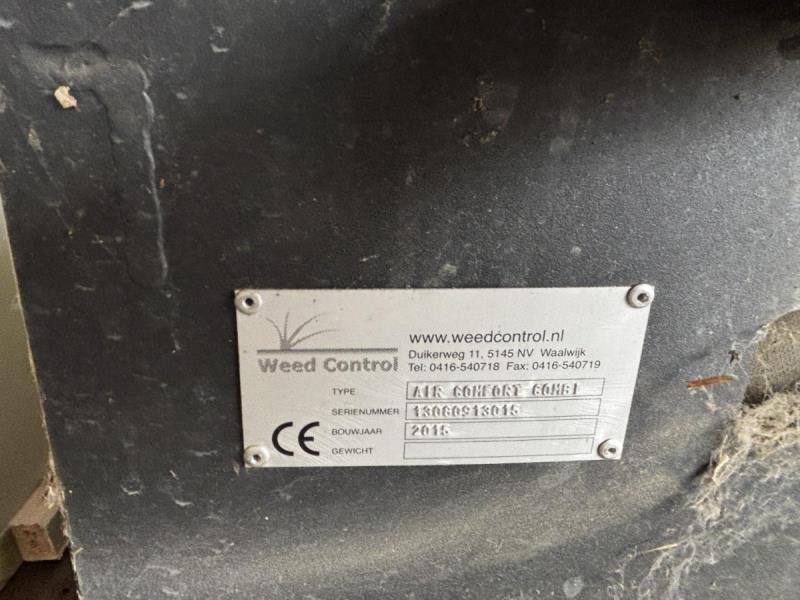 www.weedcontrol.nl
Duikerweg 11, 5145 NV Waalwijk
Weed Control
Tel: 0416-540718 Fax: 0416-540719
TYPE AIR COMFORT COMBI
SERIENUMMER 13060913015
CE BOUWJAAR 2015
GEWICHT